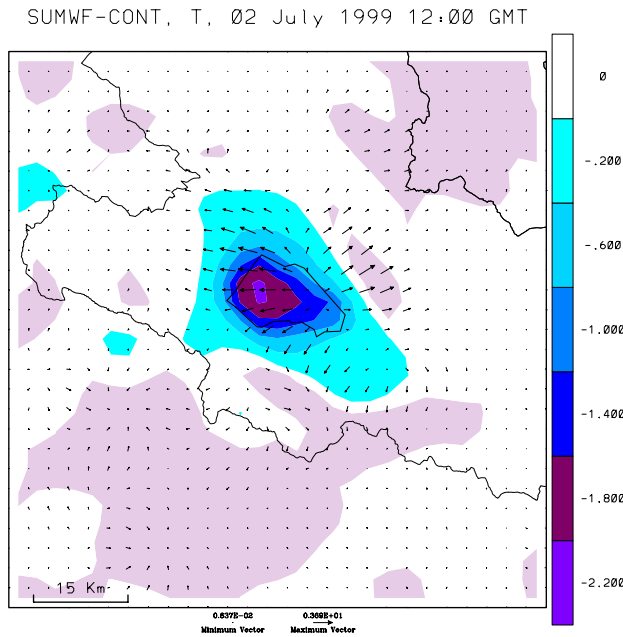 SUMWF-CONT, T, 02 July 1999 12:00 GMT
0
-.200
-.600
-1.000
-1.400
-1.800
-2.200
15 Km
0.637E-02 0.369E+01
Minimum Vector Maximum Vector